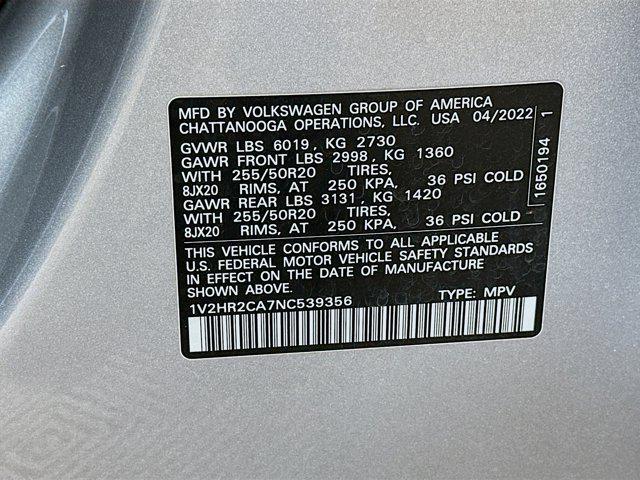 MFD BY VOLKSWAGEN GROUP OF AMERICA
CHATTANOOGA OPERATIONS, LLC. USA 04/2022
GVWR LBS 6019, KG 2730
GAWR FRONT LBS 2998, KG 1360
WITH 255/50R20 TIRES,
8JX20 RIMS, AT 250 KPA, 36 PSI COLD
GAWR REAR LBS 3131, KG 1420
WITH 255/50R20 TIRES,
8JX20 RIMS, AT 250 KPA, 36 PSI COLD
THIS VEHICLE CONFORMS TO ALL APPLICABLE
U.S. FEDERAL MOTOR VEHICLE SAFETY STANDARDS
IN EFFECT ON THE DATE OF MANUFACTURE
SHOWN ABOVE.
1V2HR2CA7NC539356 TYPE: MPV
1650194 1